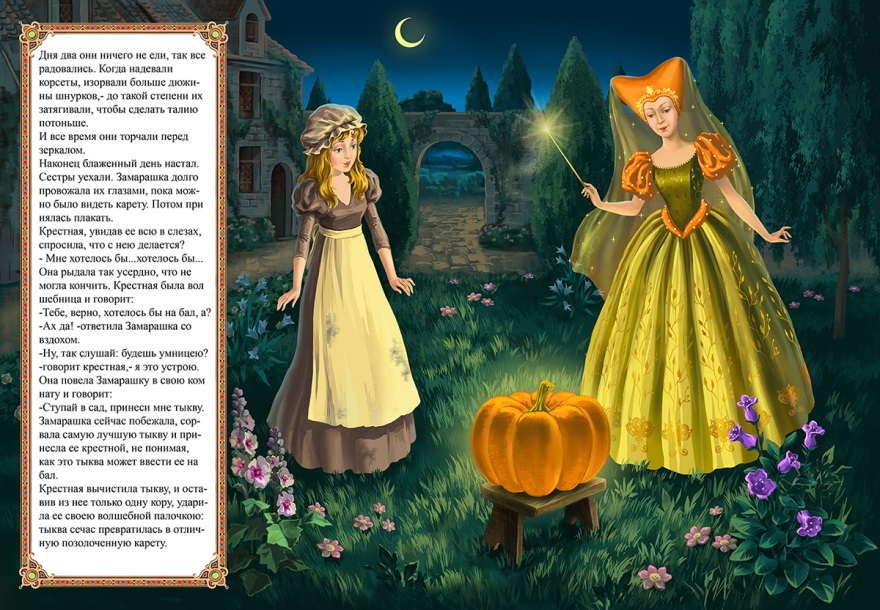 Дня два они ничего не ели, так все
радовались. Когда надевали
корсеты, изорвали больше дюжи-
ны шнурков,- до такой степени их
затягивали, чтобы сделать талию
потоньше.
И все время они торчали перед
зеркалом.
Наконец блаженный день настал.
Сестры уехали. Замарашка долго
провожала их глазами, пока мож-
но было видеть карету. Потом при
нялась плакать.
Крестная, увидав ее всю в слезах,
спросила, что с нею делается?
- Мне хотелось бы...хотелось бы...
Она рыдала так усердно, что не
могла кончить. Крестная была вол
шебница и говорит:
-Тебе, верно, хотелось бы на бал, а?
-Ах да! -ответила Замарашка со
вздохом.
-Ну, так слушай: будешь умницею?
-говорит крестная,- я это устрою.
Она повела Замарашку в свою ком
нату и говорит:
-Ступай в сад, принеси мне тыкву.
Замарашка сейчас побежала, сор-
вала самую лучшую тыкву и при-
несла ее крестной, не понимая,
как это тыква может ввести ее на
бал.
Крестная вычистила тыкву, и оста-
вив из нее только одну кору, удари-
ла ее своею волшебной палочкою:
тыква сечас превратилась в отлич-
ную позолоченную карету.